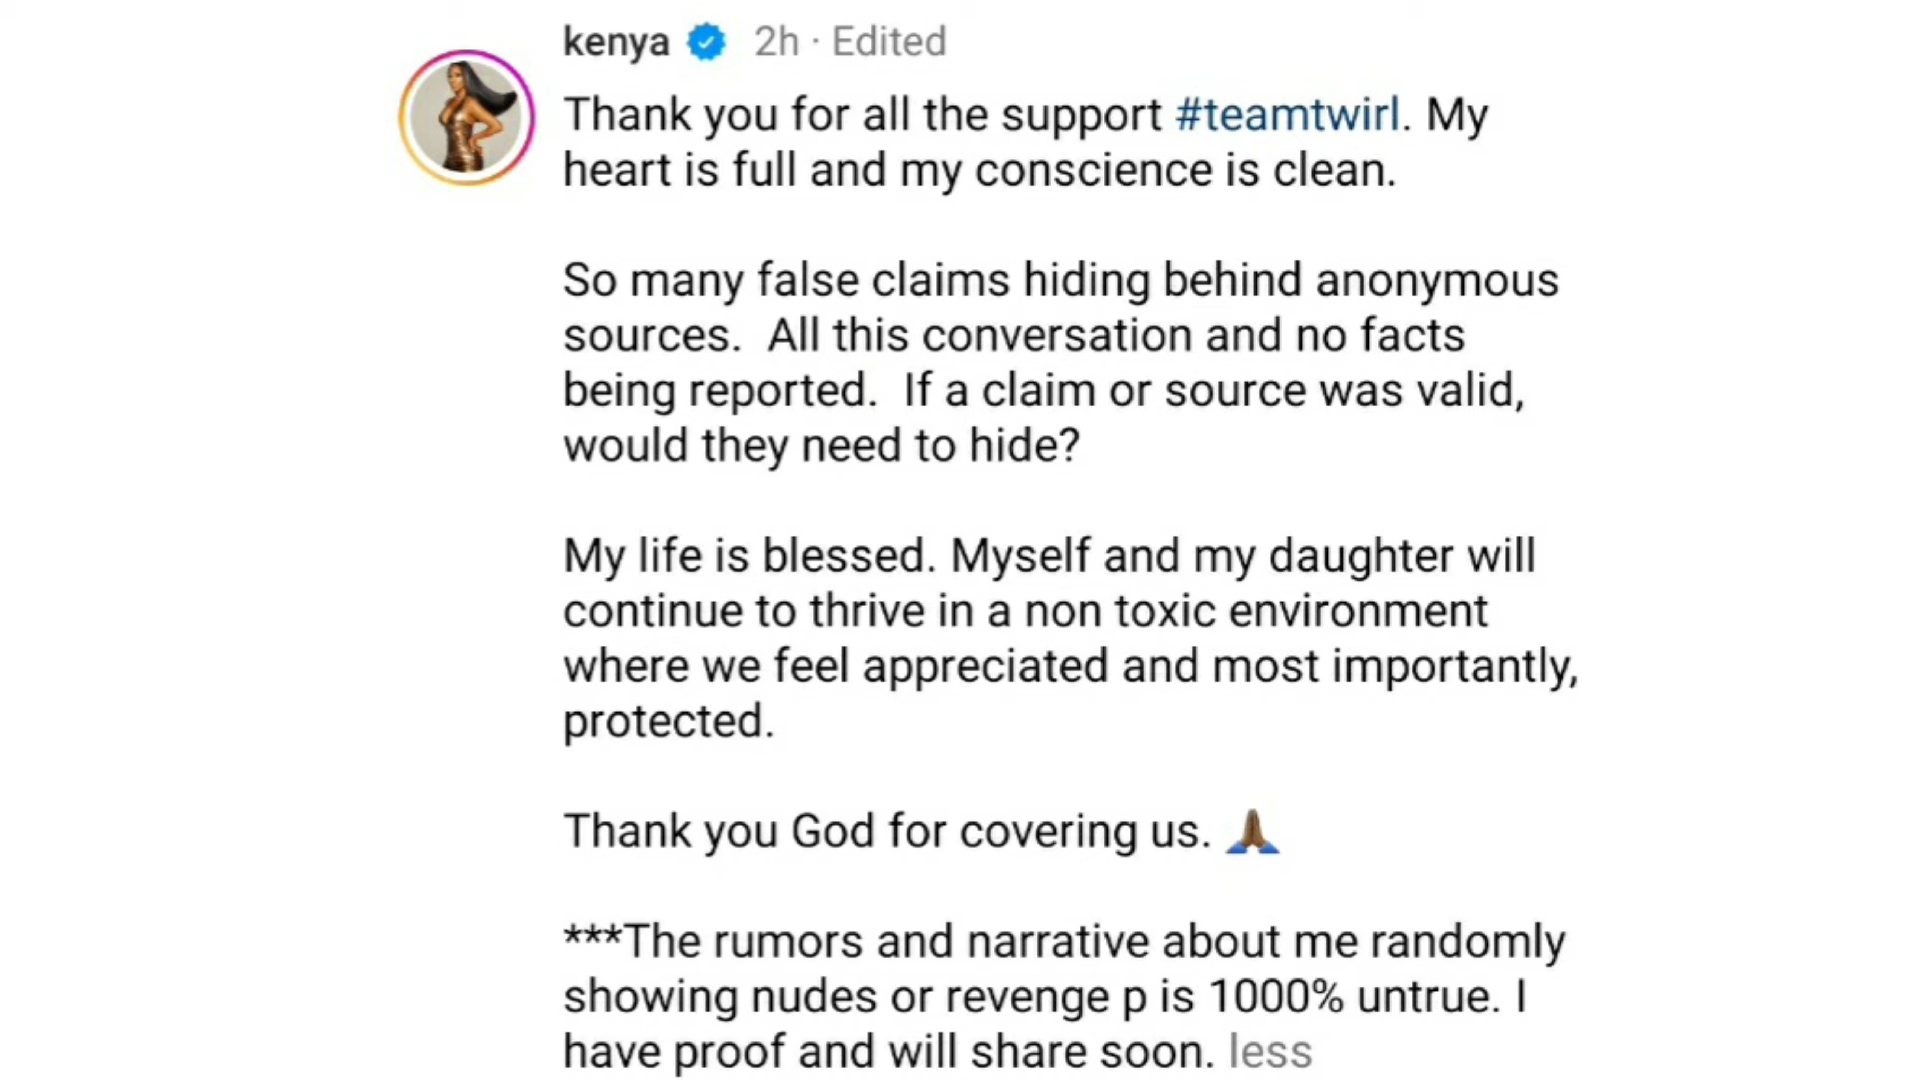 kenya 2h · Edited
Thank you for all the support #teamtwirl. My
heart is full and my conscience is clean.
So many false claims hiding behind anonymous
sources.  All this conversation and no facts
being reported.  If a claim or source was valid,
would they need to hide?
My life is blessed. Myself and my daughter will
continue to thrive in a non toxic environment
where we feel appreciated and most importantly,
protected.
Thank you God for covering us. 🙏🏾
***The rumors and narrative about me randomly
showing nudes or revenge p is 1000% untrue. I
have proof and will share soon. less